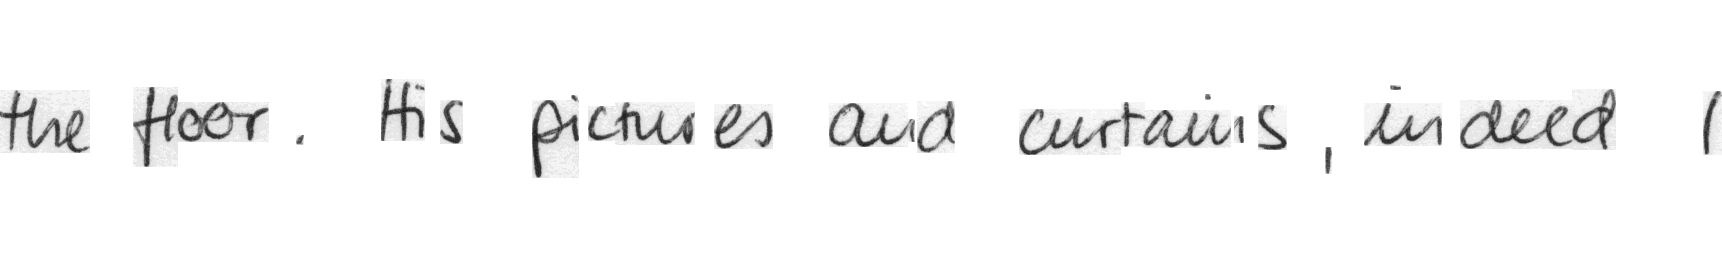 the floor. His pictures and curtains, indeed